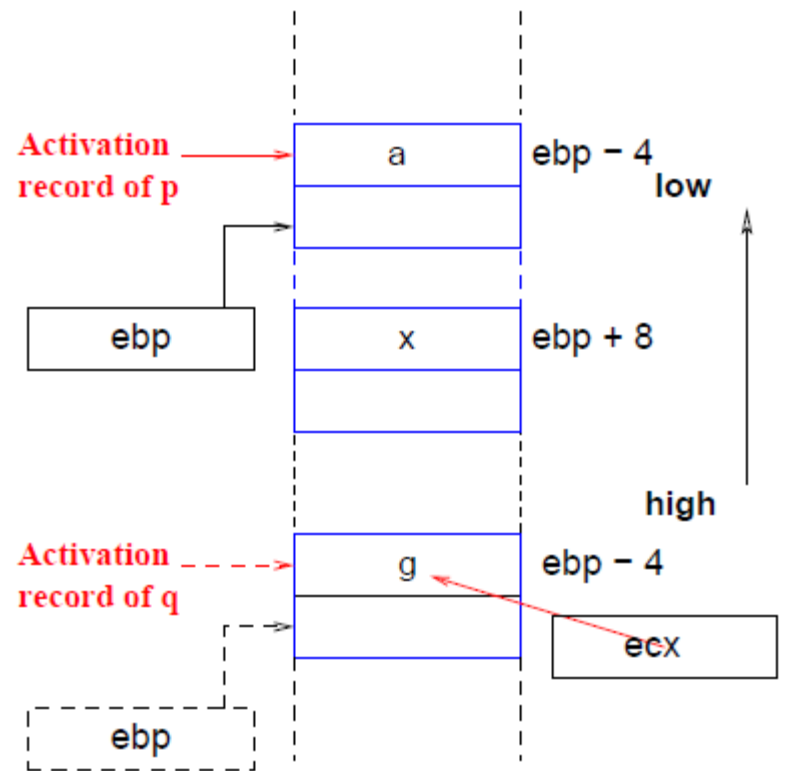 Activation
record of p
a
ebp − 4
low
ebp
x
ebp + 8
high
Activation
record of q
g
ebp − 4
ecx
ebp